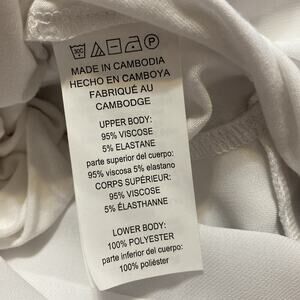 MADE IN CAMBODIA
HECHO EN CAMBOYA
FABRIQUÉ AU
CAMBODGE
UPPER BODY:
95% VISCOSE
5% ELASTANE
parte superior del cuerpo:
95% viscosa 5% elastano
CORPS SUPÉRIEUR:
95% VISCOSE
5% ÉLASTHANNE
LOWER BODY:
100% POLYESTER
parte inferior del cuerpo:
100% poliéster